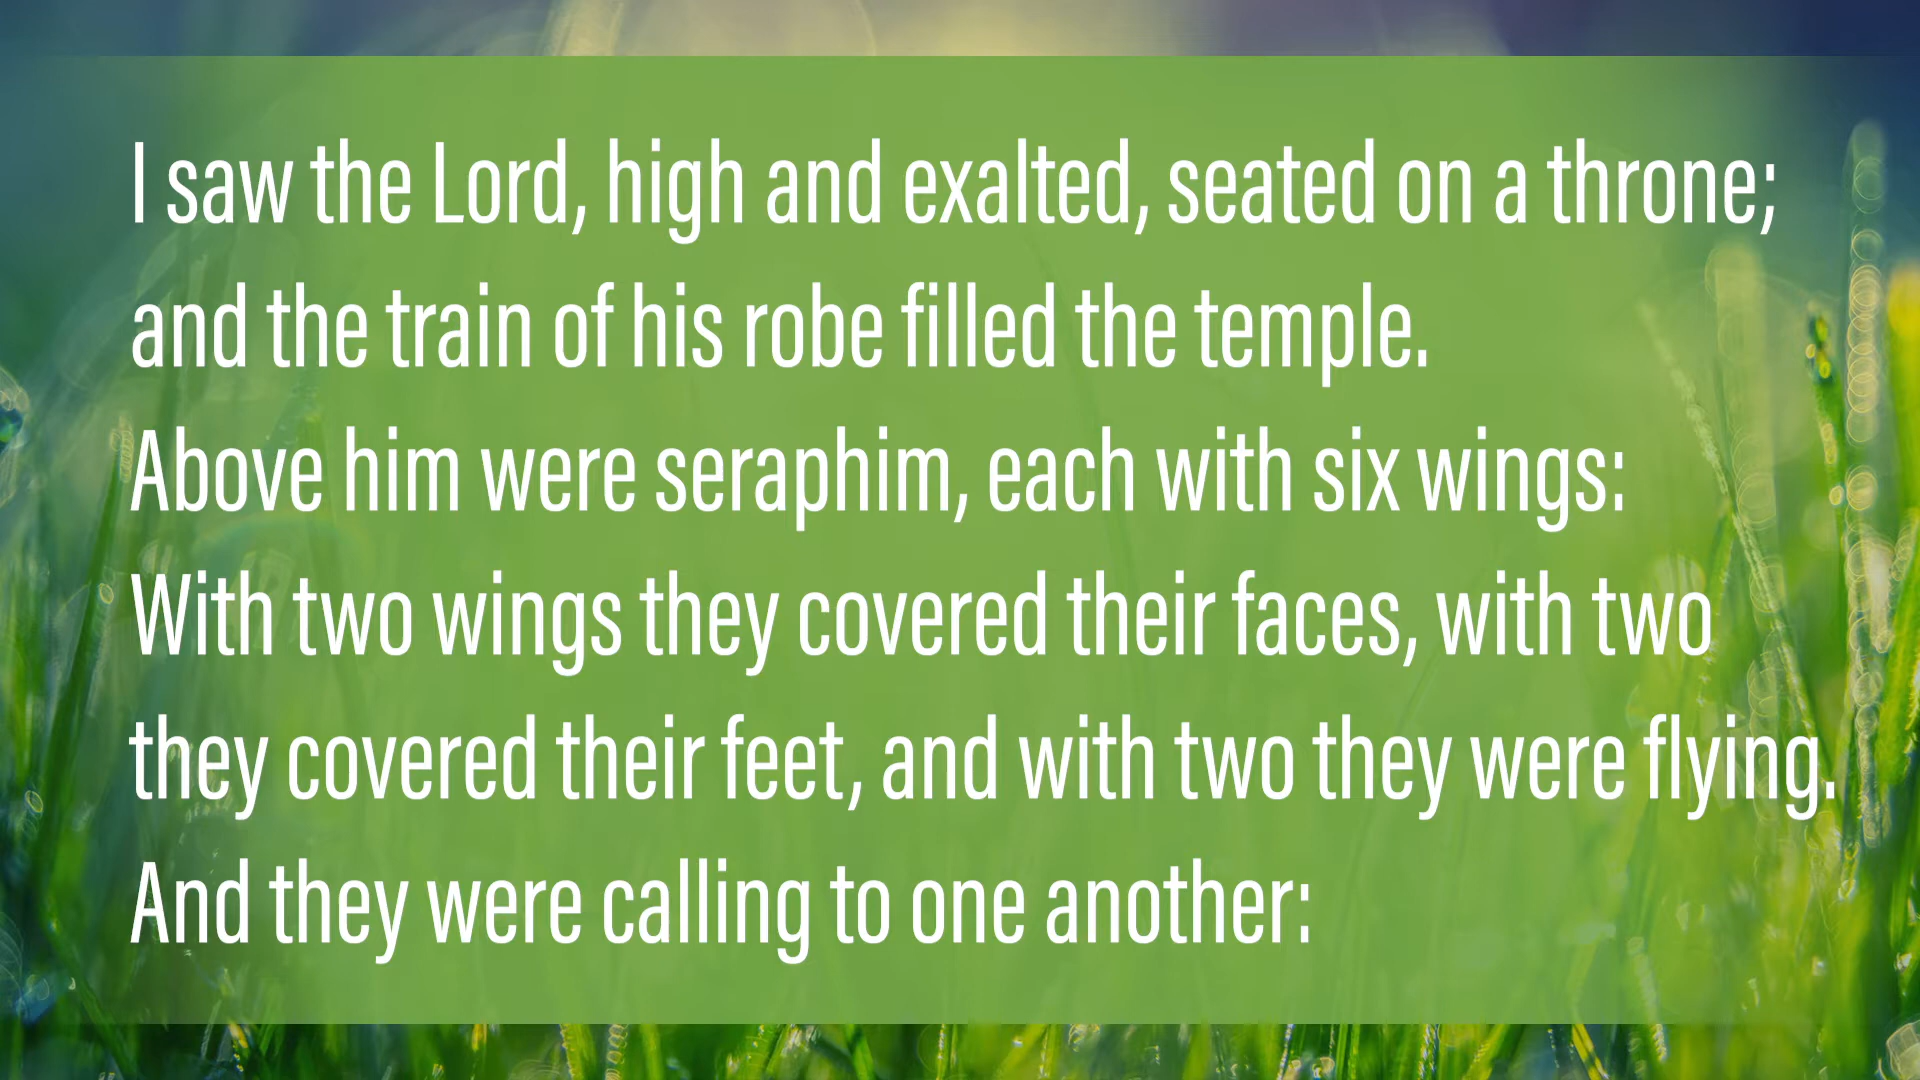 I saw the Lord, high and exalted, seated on a throne;
and the train of his robe filled the temple.
Above him were seraphim, each with six wings:
With two wings they covered their faces, with two
they covered their feet, and with two they were flying.
And they were calling to one another: